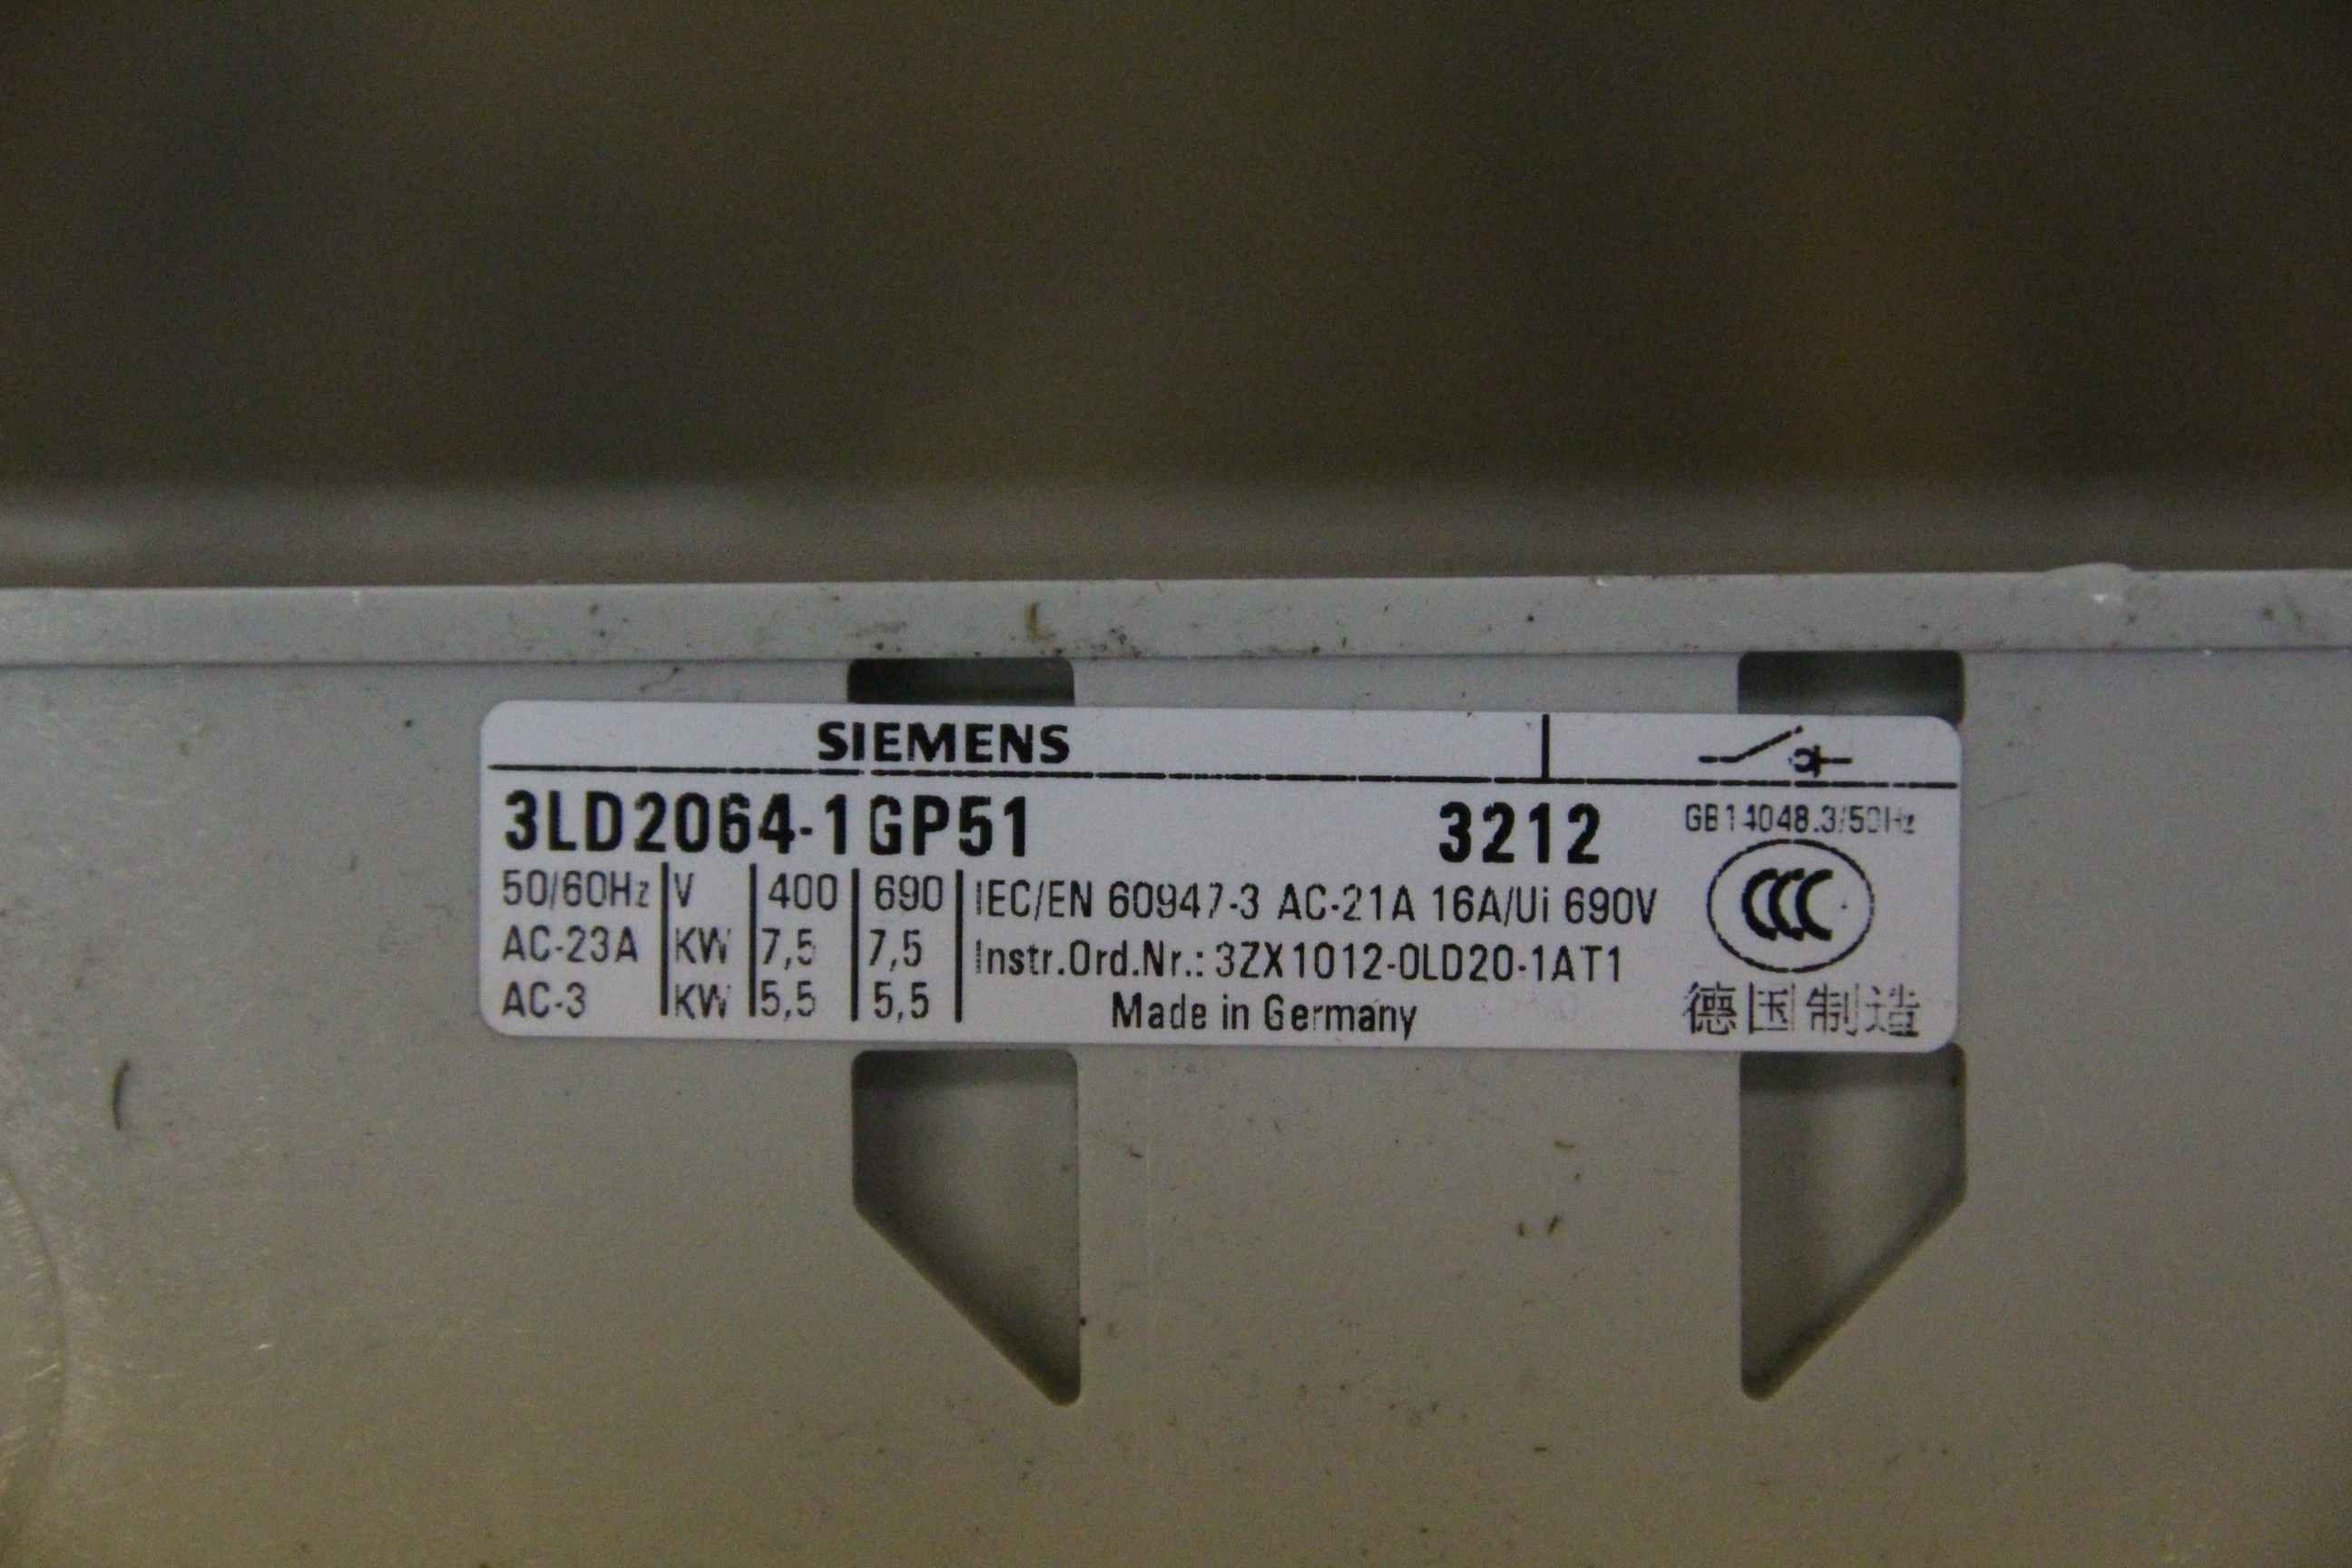 SIEMENS
3LD2064-1GP51 3212
GB14048.3/50Hz
50/60Hz V 400 690 IEC/EN 60947-3 AC-21A 16A/Ui 690V
CCC
AC-23A KW 7,5 7,5 Instr.Ord.Nr.: 3ZX1012-0LD20-1AT1
AC-3 KW 5,5 5,5 Made in Germany 德国制造